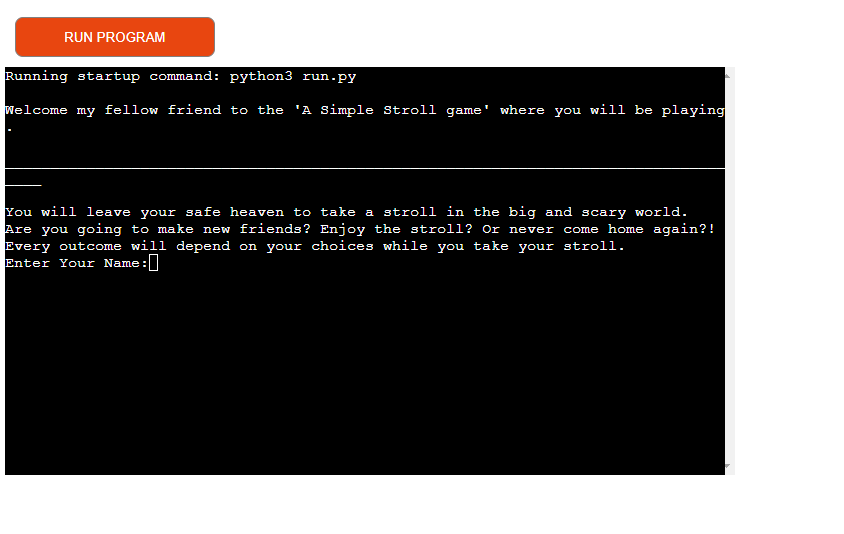 RUN PROGRAM
Running startup command: python3 run.py
Welcome my fellow friend to the 'A Simple Stroll game' where you will be playing
.
________________________________________________________________________________
____
You will leave your safe heaven to take a stroll in the big and scary world.
Are you going to make new friends? Enjoy the stroll? Or never come home again?!
Every outcome will depend on your choices while you take your stroll.
Enter Your Name: